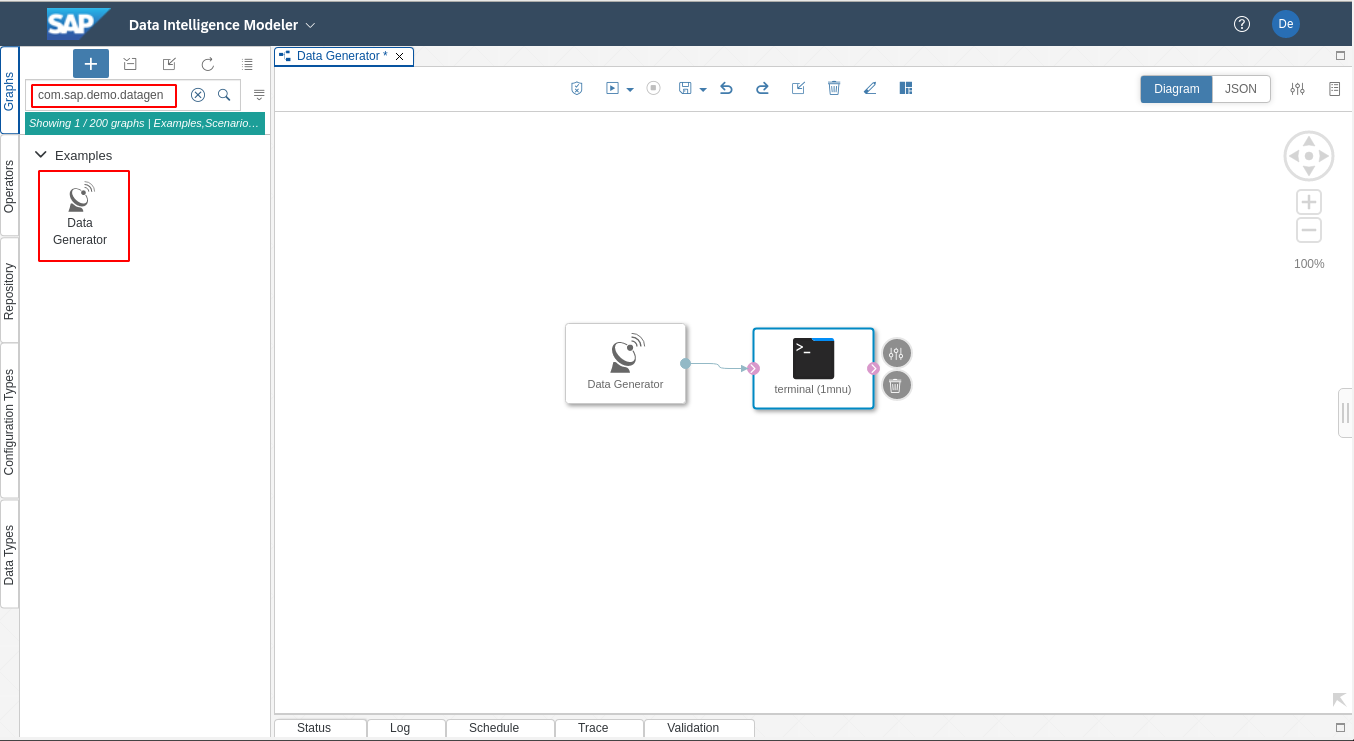 SAP
Data Intelligence Modeler
De
Graphs
Operators
Repository
Configuration Types
Data Types
com.sap.demo.datagen
Showing 1 / 200 graphs | Examples,Scenario...
Examples
Data
Generator
Data Generator *
Diagram
JSON
100%
Data Generator
>_
terminal (1mnu)
Status
Log
Schedule
Trace
Validation